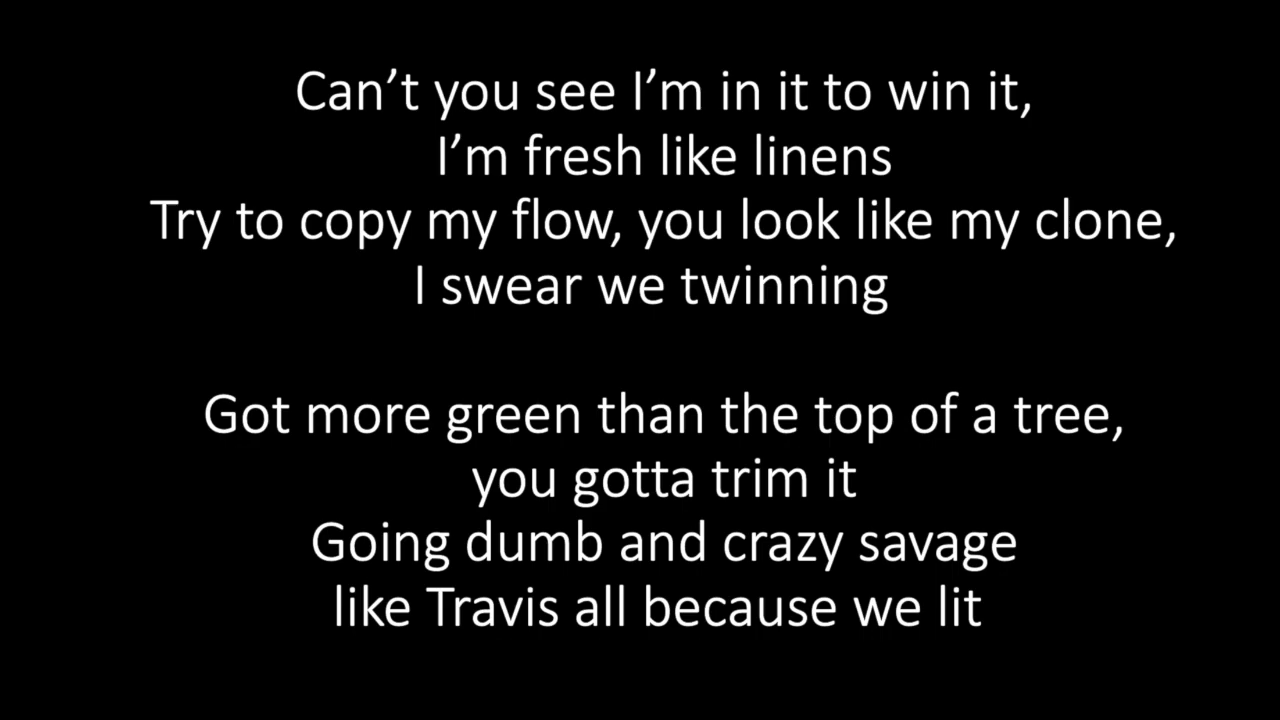 Can’t you see I’m in it to win it,
I’m fresh like linens
Try to copy my flow, you look like my clone,
I swear we twinning
Got more green than the top of a tree,
you gotta trim it
Going dumb and crazy savage
like Travis all because we lit